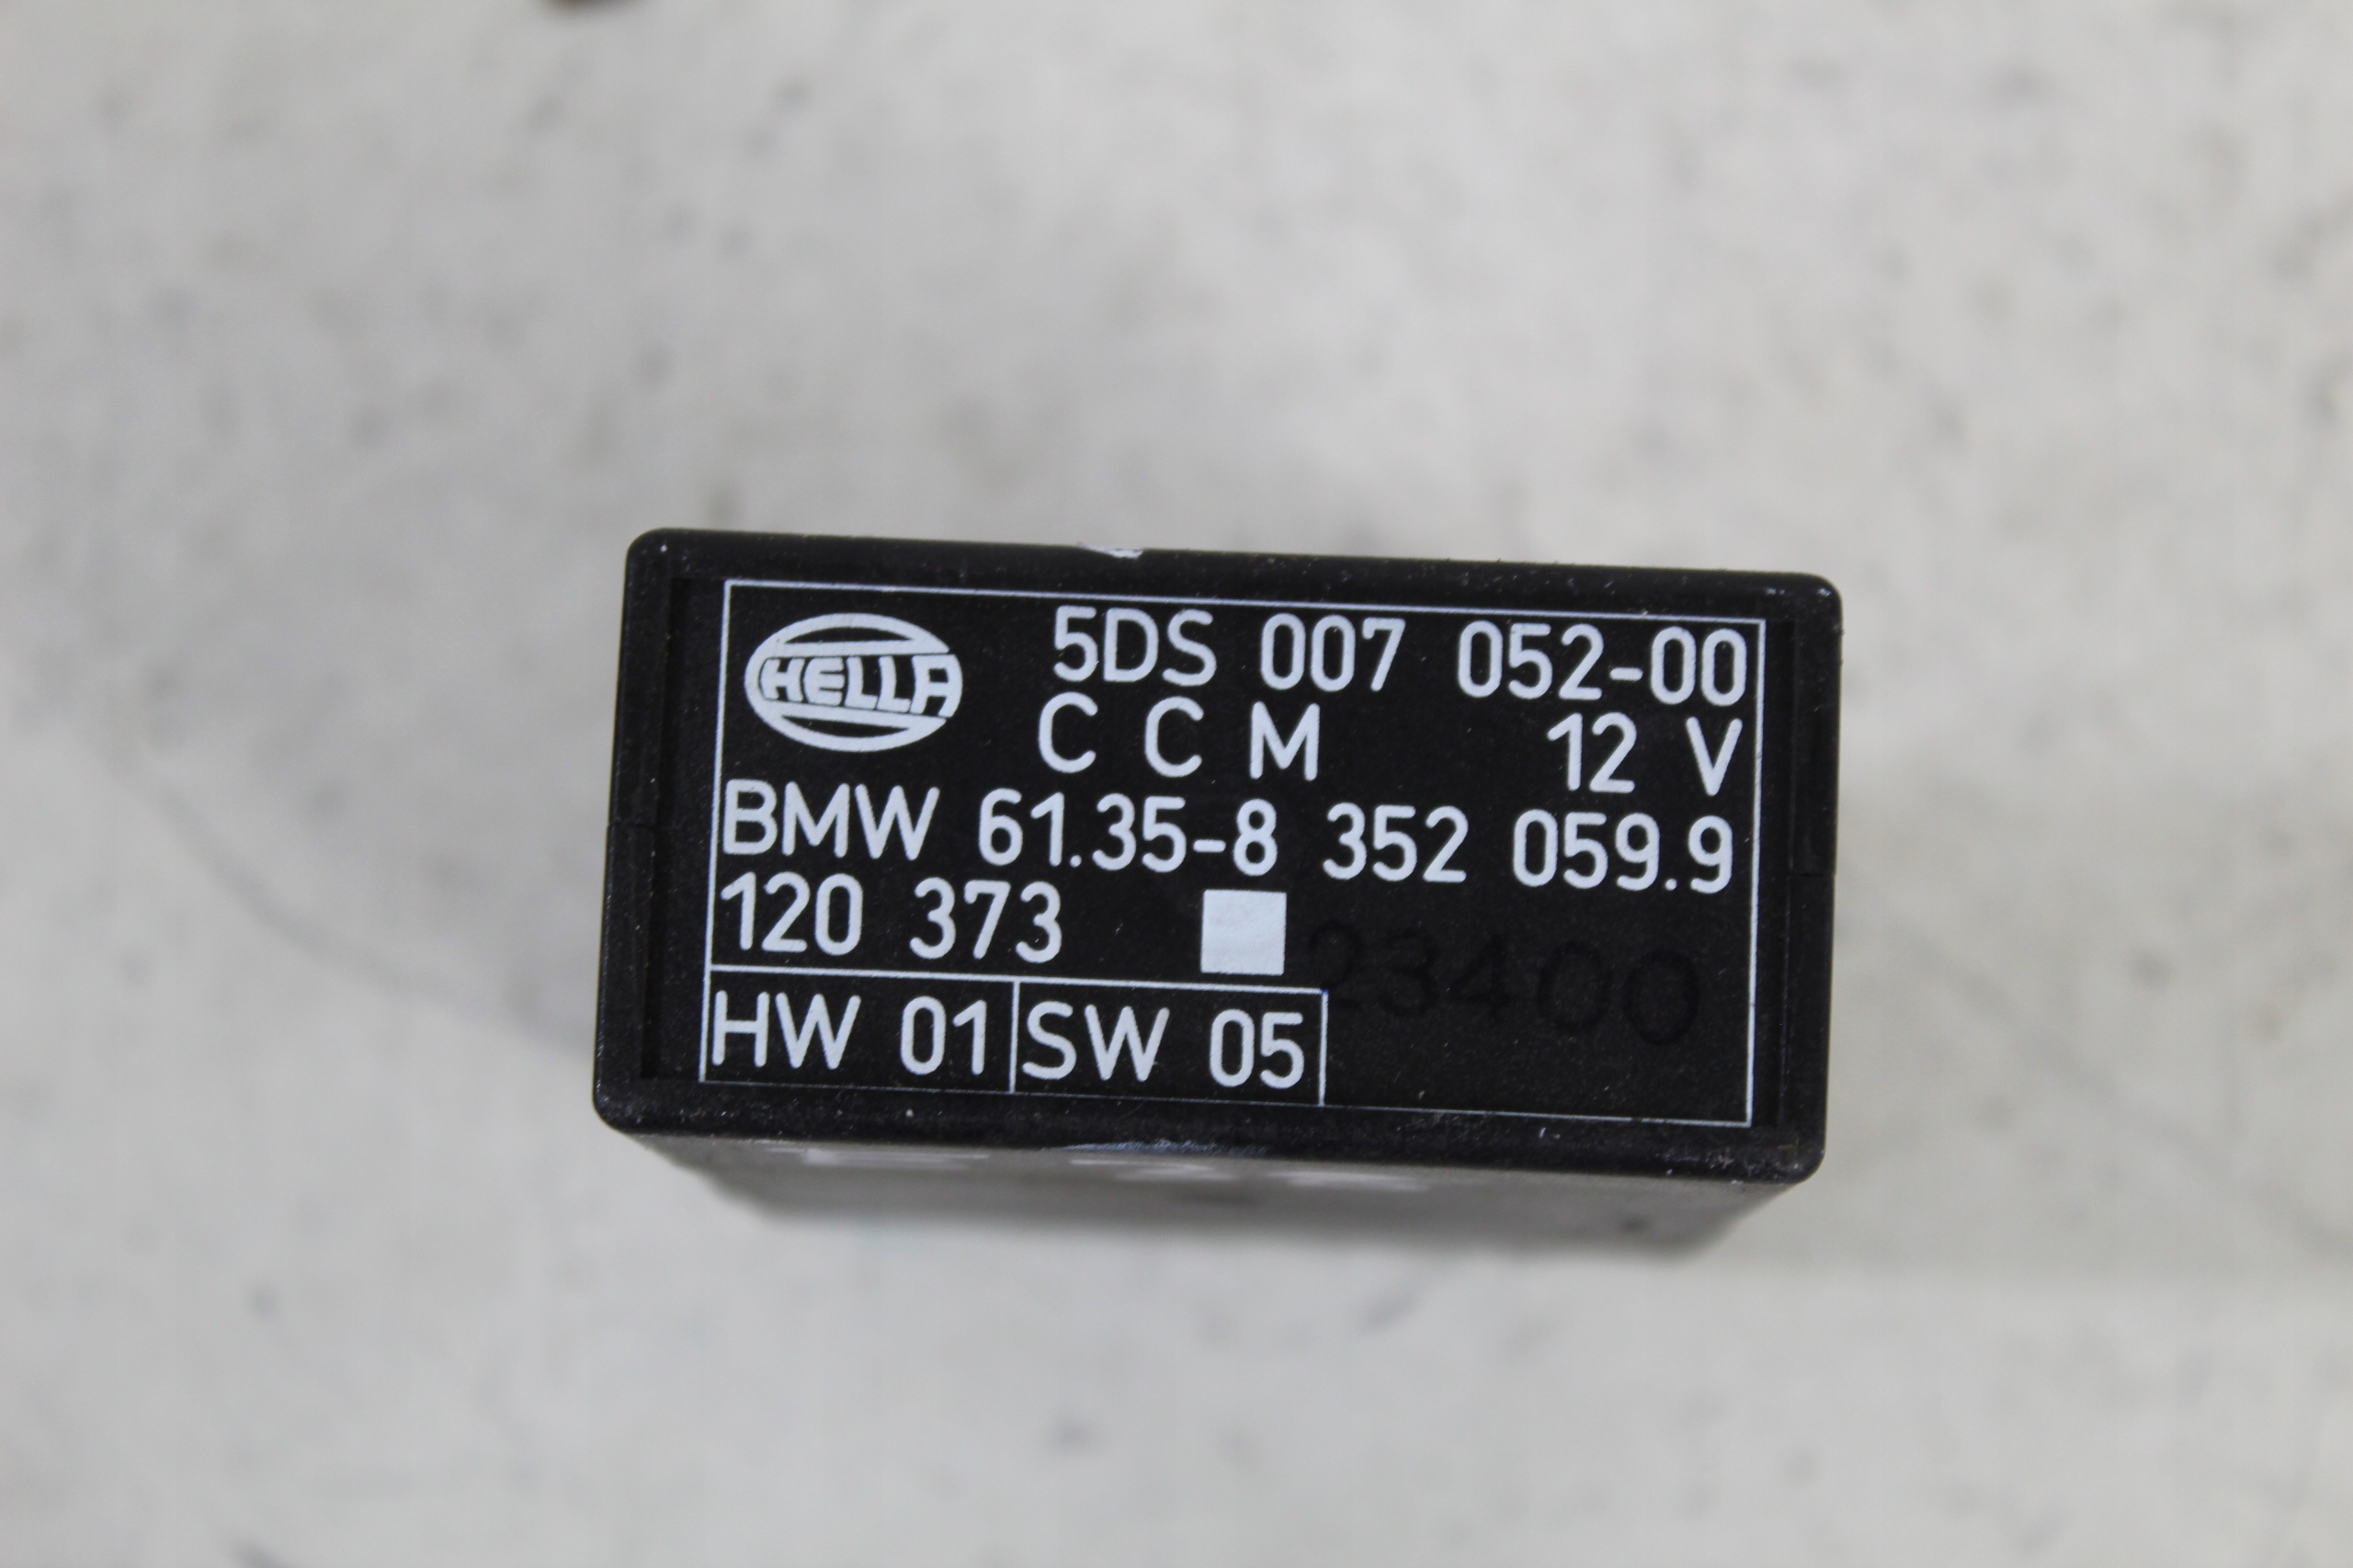 HELLA
5DS 007 052-00
C C M 12 V
BMW 61.35-8 352 059.9
120 373
23400
HW 01 SW 05